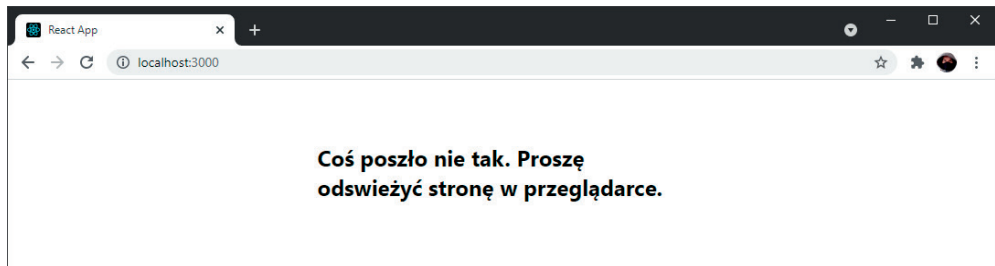 React App
localhost:3000
Coś poszło nie tak. Proszę
odswieżyć stronę w przeglądarce.